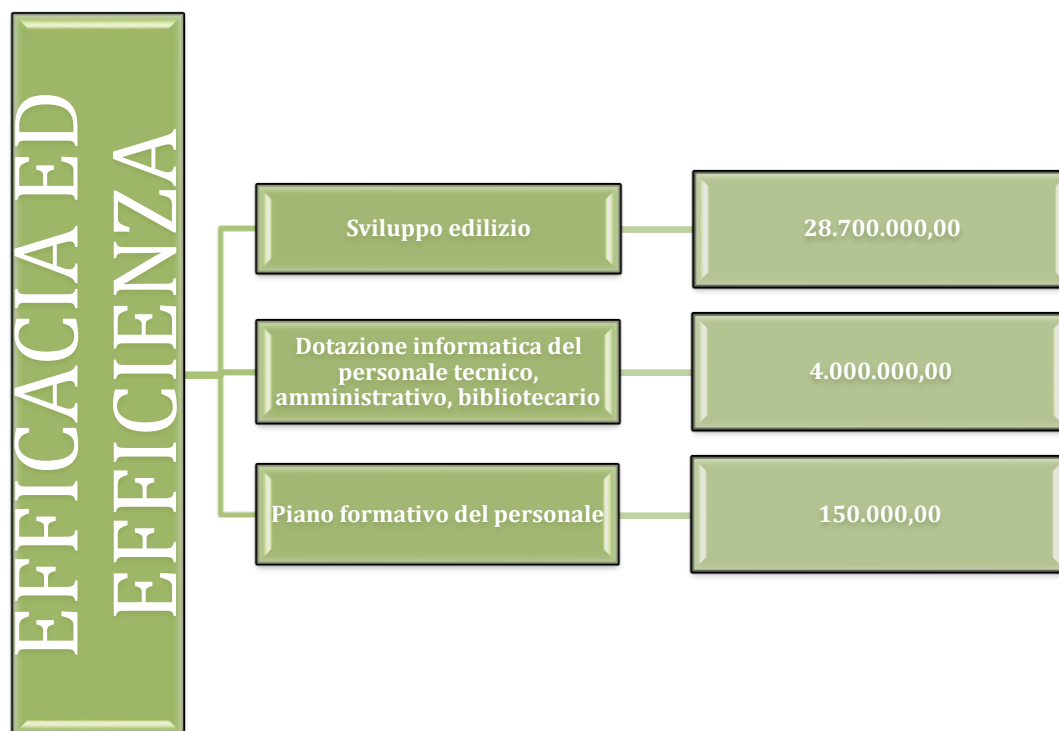 EFFICACIA ED
EFFICIENZA
Sviluppo edilizio
28.700.000,00
Dotazione informatica del
personale tecnico,
amministrativo, bibliotecario
4.000.000,00
Piano formativo del personale
150.000,00